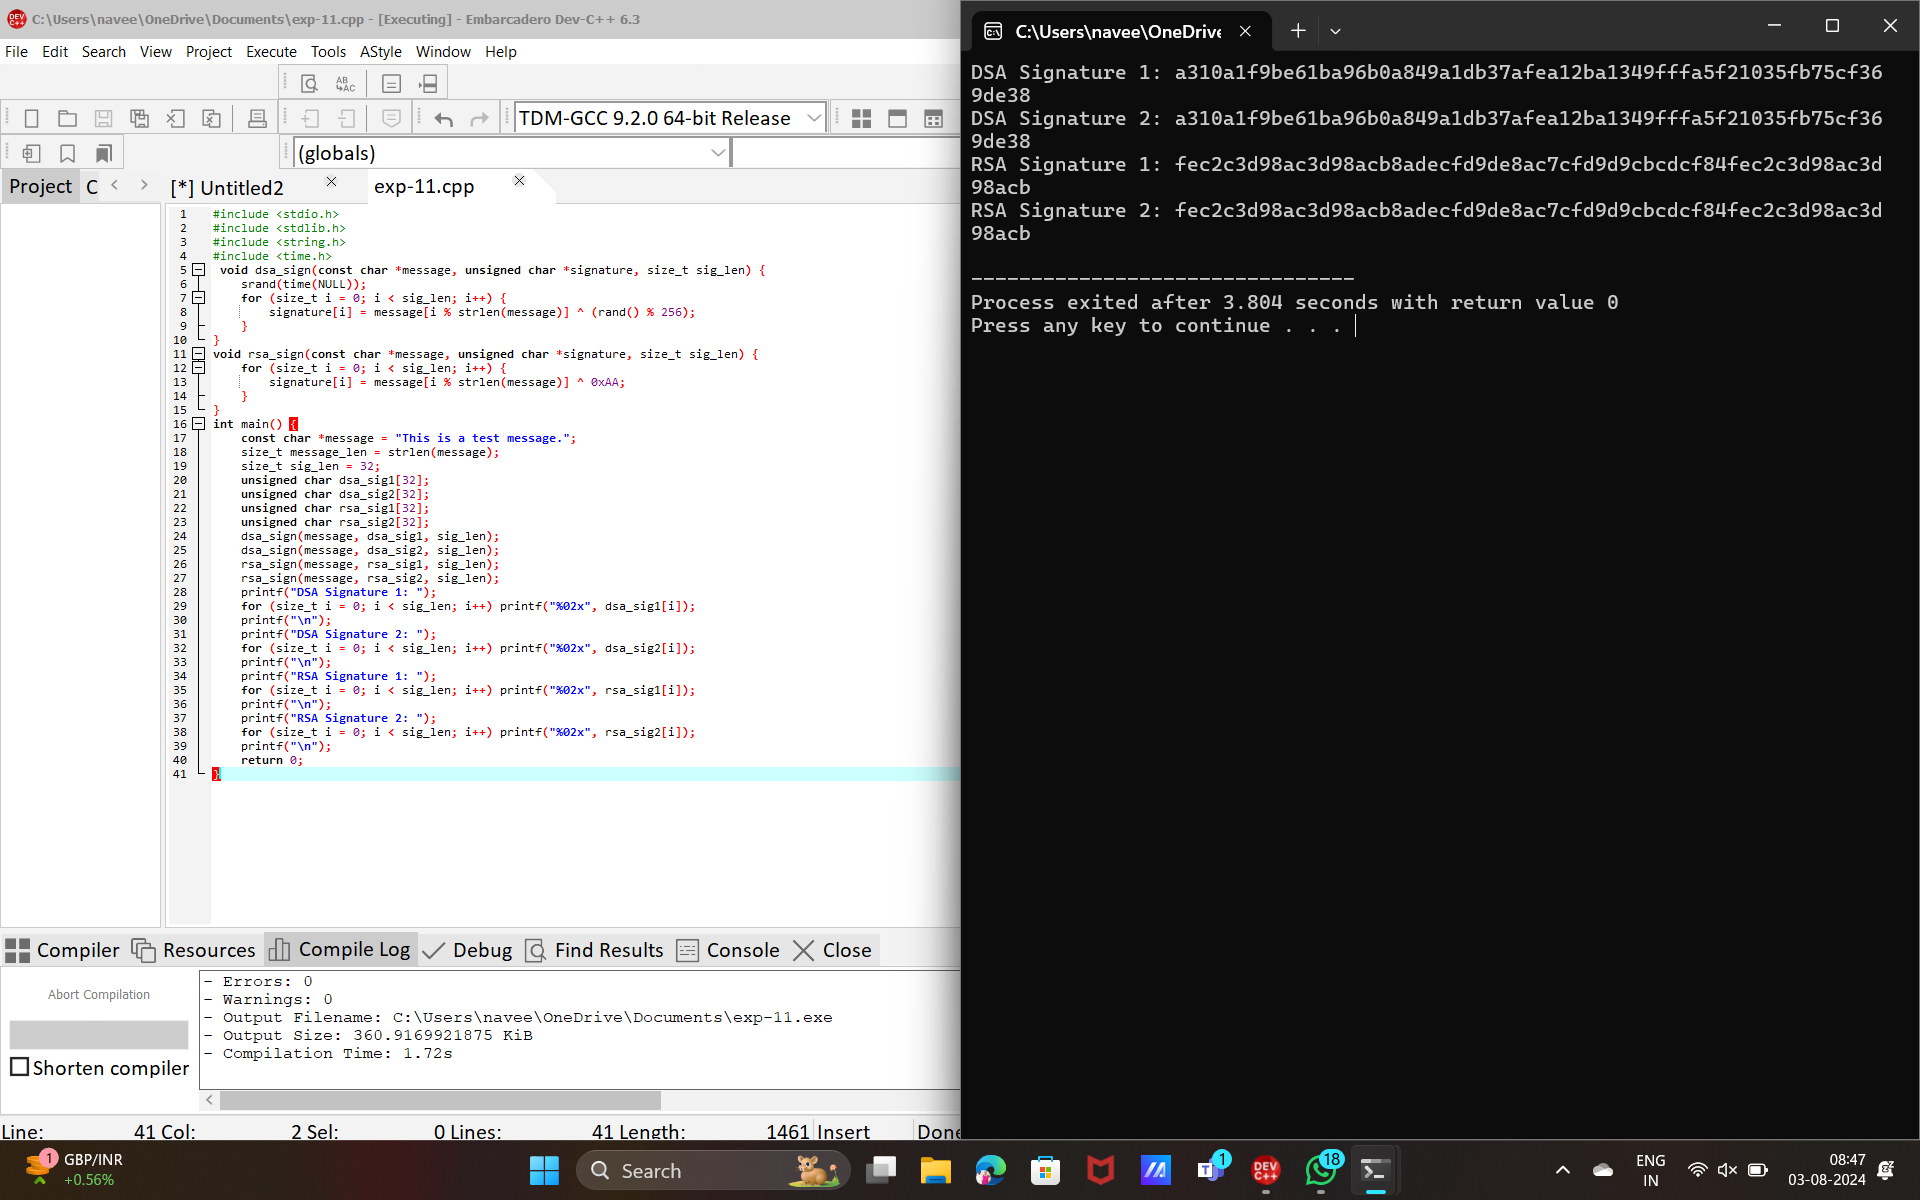 C:\Users\navee\OneDrive\Documents\exp-11.cpp - [Executing] - Embarcadero Dev-C++ 6.3
File Edit Search View Project Execute Tools AStyle Window Help
TDM-GCC 9.2.0 64-bit Release
(globals)
Project C [*] Untitled2 exp-11.cpp
1 #include <stdio.h>
2 #include <stdlib.h>
3 #include <string.h>
4 #include <time.h>
5 void dsa_sign(const char *message, unsigned char *signature, size_t sig_len) {
6 srand(time(NULL));
7 for (size_t i = 0; i < sig_len; i++) {
8 signature[i] = message[i % strlen(message)] ^ (rand() % 256);
9 }
10 }
11 void rsa_sign(const char *message, unsigned char *signature, size_t sig_len) {
12 for (size_t i = 0; i < sig_len; i++) {
13 signature[i] = message[i % strlen(message)] ^ 0xAA;
14 }
15 }
16 int main() {
17 const char *message = "This is a test message.";
18 size_t message_len = strlen(message);
19 size_t sig_len = 32;
20 unsigned char dsa_sig1[32];
21 unsigned char dsa_sig2[32];
22 unsigned char rsa_sig1[32];
23 unsigned char rsa_sig2[32];
24 dsa_sign(message, dsa_sig1, sig_len);
25 dsa_sign(message, dsa_sig2, sig_len);
26 rsa_sign(message, rsa_sig1, sig_len);
27 rsa_sign(message, rsa_sig2, sig_len);
28 printf("DSA Signature 1: ");
29 for (size_t i = 0; i < sig_len; i++) printf("%02x", dsa_sig1[i]);
30 printf("\n");
31 printf("DSA Signature 2: ");
32 for (size_t i = 0; i < sig_len; i++) printf("%02x", dsa_sig2[i]);
33 printf("\n");
34 printf("RSA Signature 1: ");
35 for (size_t i = 0; i < sig_len; i++) printf("%02x", rsa_sig1[i]);
36 printf("\n");
37 printf("RSA Signature 2: ");
38 for (size_t i = 0; i < sig_len; i++) printf("%02x", rsa_sig2[i]);
39 printf("\n");
40 return 0;
41 }
Compiler Resources Compile Log Debug Find Results Console Close
Abort Compilation
Shorten compiler
- Errors: 0
- Warnings: 0
- Output Filename: C:\Users\navee\OneDrive\Documents\exp-11.exe
- Output Size: 360.9169921875 KiB
- Compilation Time: 1.72s
Line: 41 Col: 2 Sel: 0 Lines: 41 Length: 1461 Insert Done
C:\Users\navee\OneDrive
DSA Signature 1: a310a1f9be61ba96b0a849a1db37afea12ba1349fffa5f21035fb75cf36
9de38
DSA Signature 2: a310a1f9be61ba96b0a849a1db37afea12ba1349fffa5f21035fb75cf36
9de38
RSA Signature 1: fec2c3d98ac3d98acb8adecfd9de8ac7cfd9d9cbcdcf84fec2c3d98ac3d
98acb
RSA Signature 2: fec2c3d98ac3d98acb8adecfd9de8ac7cfd9d9cbcdcf84fec2c3d98ac3d
98acb
--------------------------------
Process exited after 3.804 seconds with return value 0
Press any key to continue . . .
1 GBP/INR
+0.56%
Search
DEV C++
1
18
ENG
IN
08:47
03-08-2024